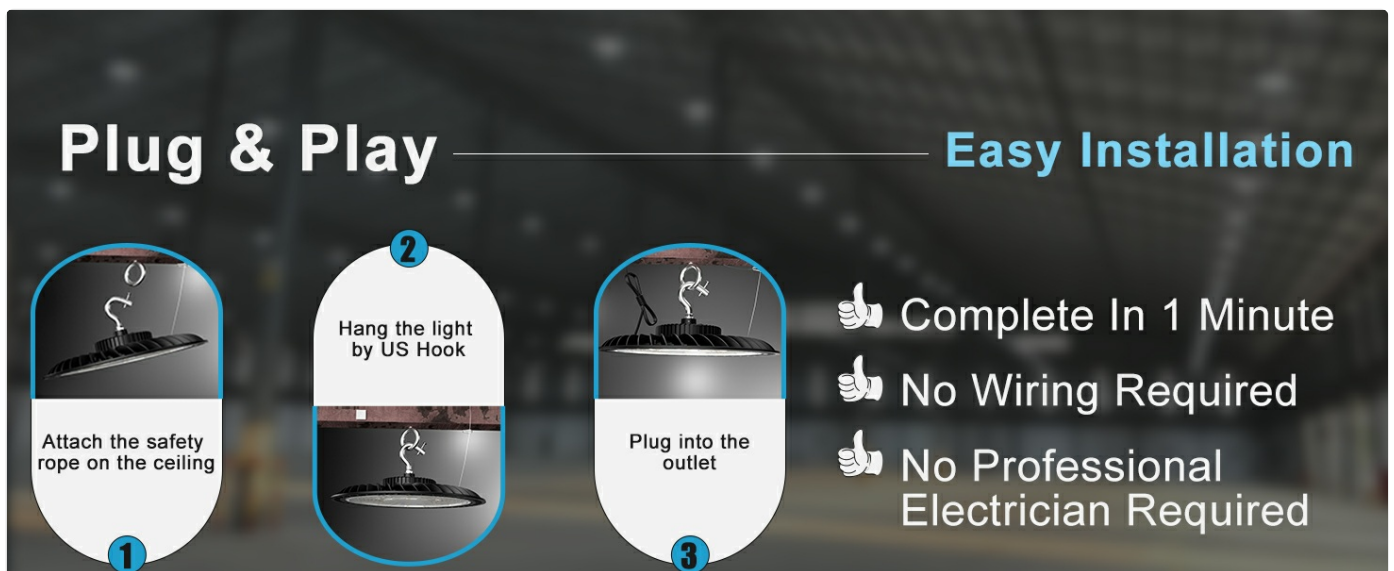 Plug & Play
Easy Installation
1
Attach the safety
rope on the ceiling
2
Hang the light
by US Hook
3
Plug into the
outlet
Complete In 1 Minute
No Wiring Required
No Professional
Electrician Required